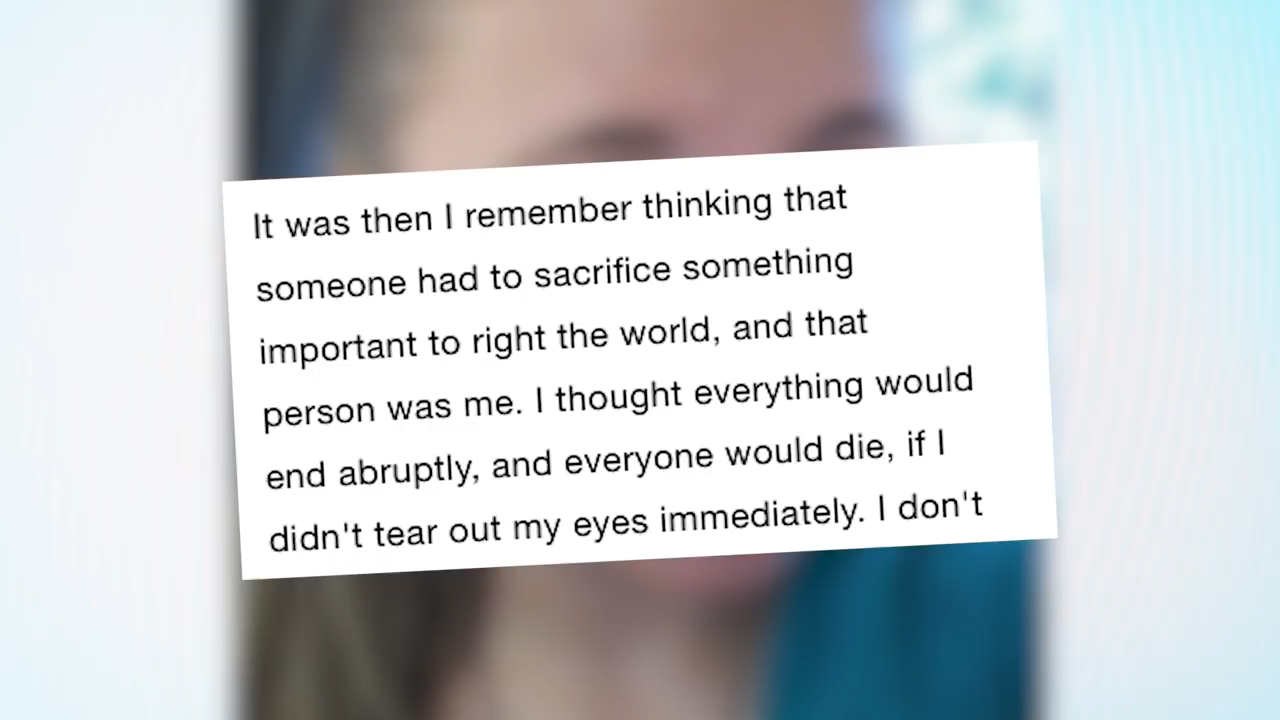 It was then I remember thinking that
someone had to sacrifice something
important to right the world, and that
person was me. I thought everything would
end abruptly, and everyone would die, if I
didn't tear out my eyes immediately. I don't